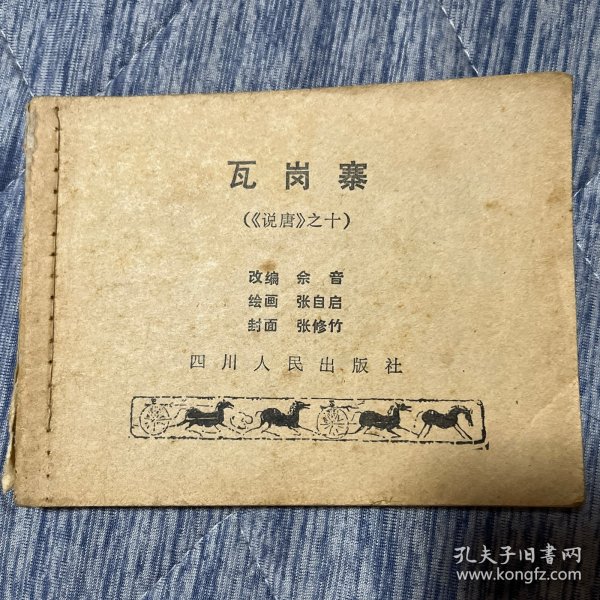 瓦岗寨
(《说唐》之十)
改编 余音
绘画 张自启
封面 张修竹
四川人民出版社
孔夫子旧书网
www.kongfz.com